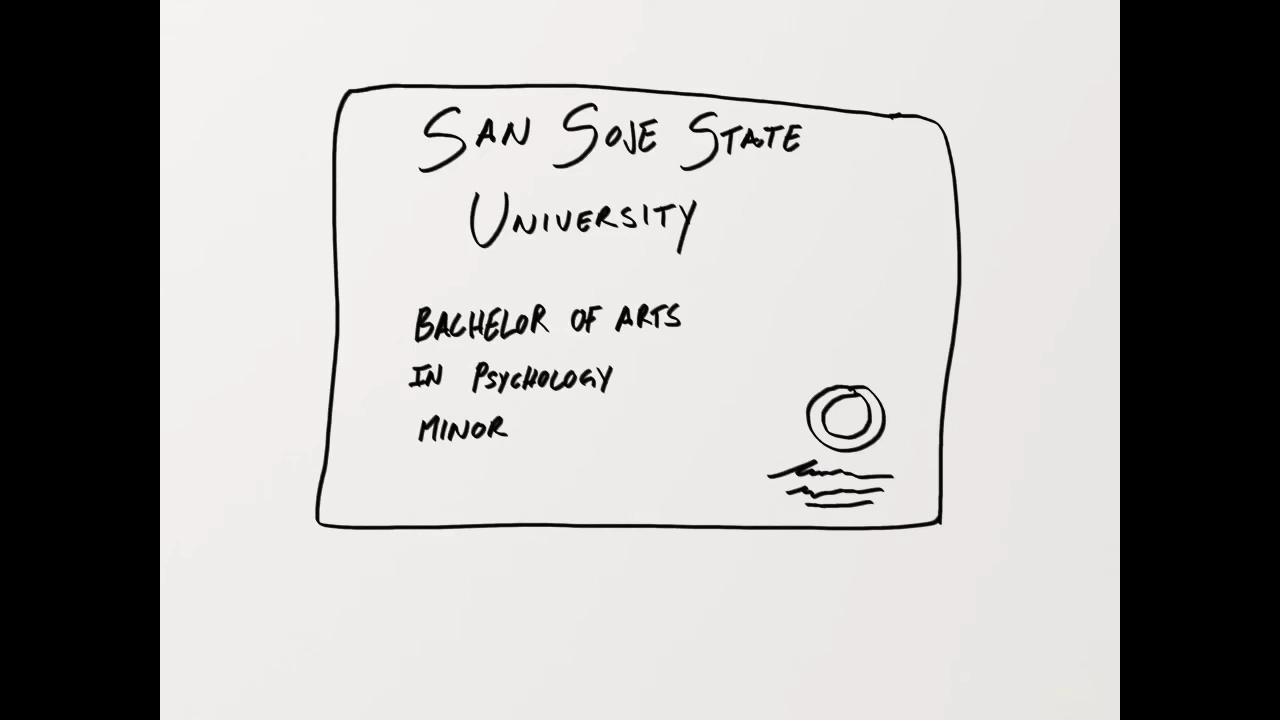 SAN SOJE STATE
UNIVERSITY
BACHELOR OF ARTS
IN PSYCHOLOGY
MINOR